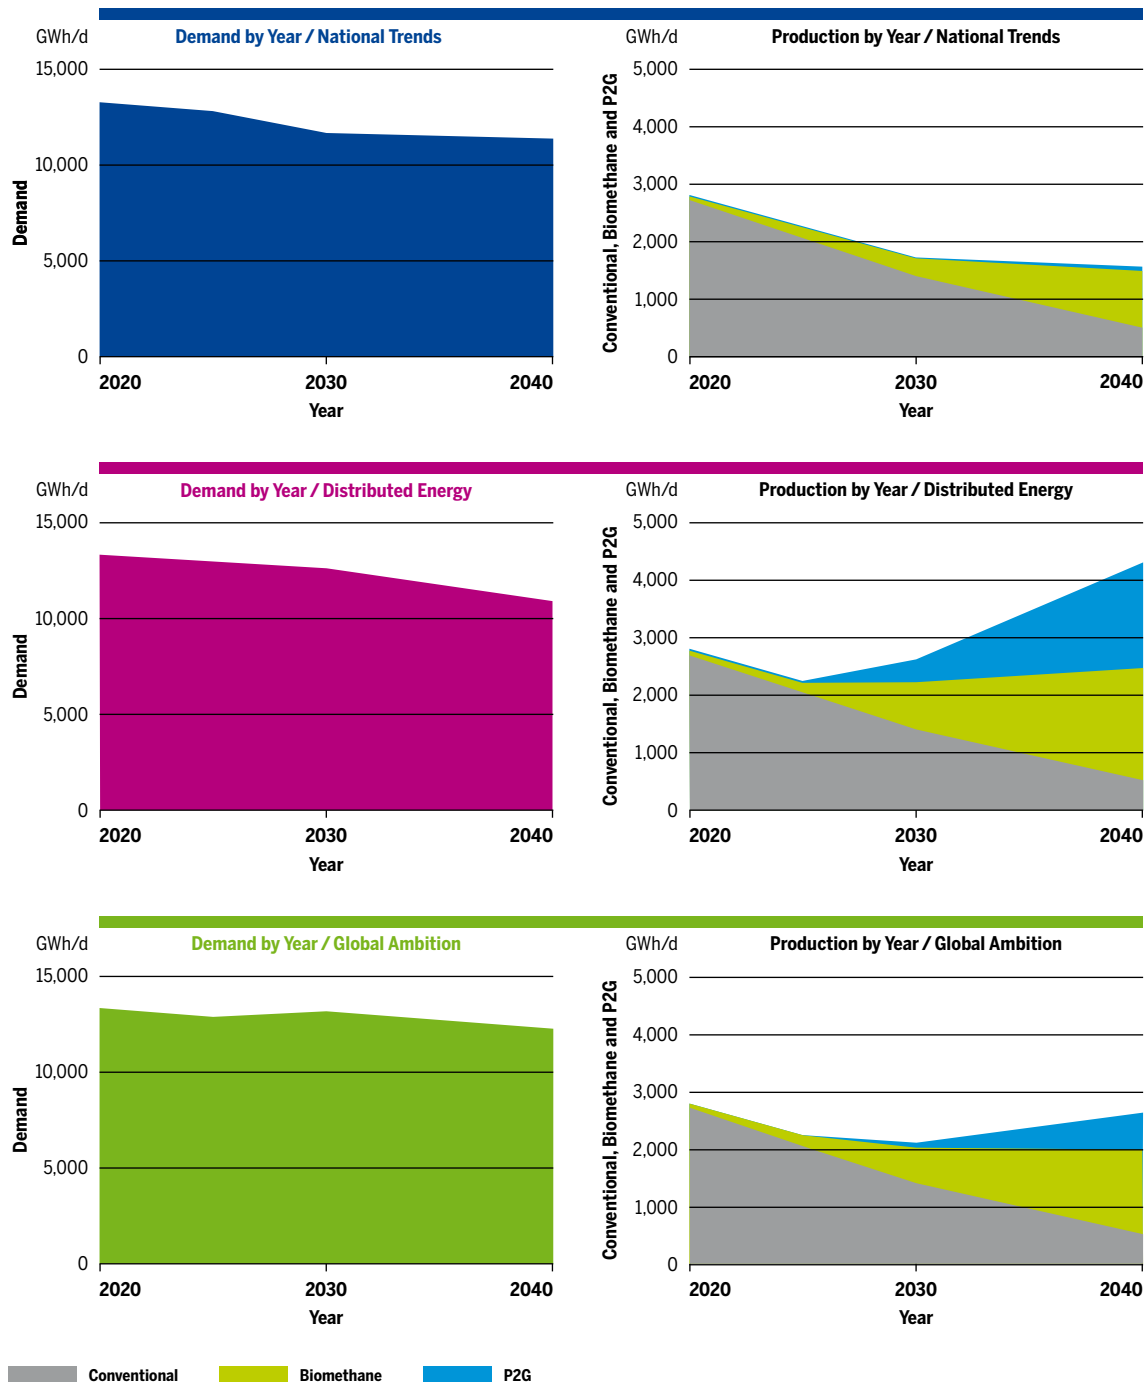 GWh/d
Demand by Year / National Trends
15,000
10,000
5,000
0
Demand
2020
2030
2040
Year
GWh/d
Production by Year / National Trends
5,000
4,000
3,000
2,000
1,000
0
Conventional, Biomethane and P2G
2020
2030
2040
Year
GWh/d
Demand by Year / Distributed Energy
15,000
10,000
5,000
0
Demand
2020
2030
2040
Year
GWh/d
Production by Year / Distributed Energy
5,000
4,000
3,000
2,000
1,000
0
Conventional, Biomethane and P2G
2020
2030
2040
Year
GWh/d
Demand by Year / Global Ambition
15,000
10,000
5,000
0
Demand
2020
2030
2040
Year
GWh/d
Production by Year / Global Ambition
5,000
4,000
3,000
2,000
1,000
0
Conventional, Biomethane and P2G
2020
2030
2040
Year
Conventional
Biomethane
P2G